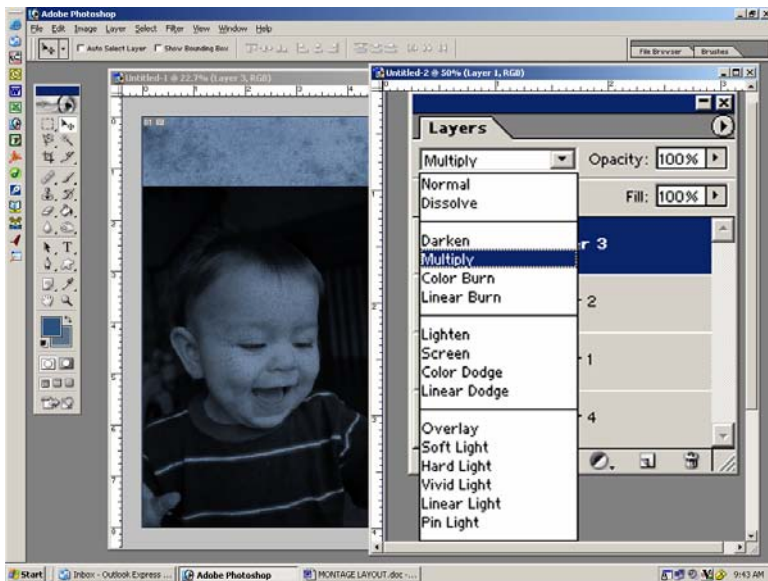 Adobe Photoshop
File Edit Image Layer Select Filter View Window Help
Auto Select Layer Show Bounding Box
File Browser Brushes
Untitled-1 @ 22.7% (Layer 3, RGB)
Untitled-2 @ 50% (Layer 1, RGB)
Layers
Multiply Opacity: 100%
Normal
Dissolve
Fill: 100%
Darken
r 3
Multiply
Color Burn
Linear Burn
2
Lighten
Screen
Color Dodge
1
Linear Dodge
Overlay
4
Soft Light
Hard Light
Vivid Light
Linear Light
Pin Light
Start Inbox - Outlook Express ... Adobe Photoshop MONTAGE LAYOUT.doc -... 9:43 AM